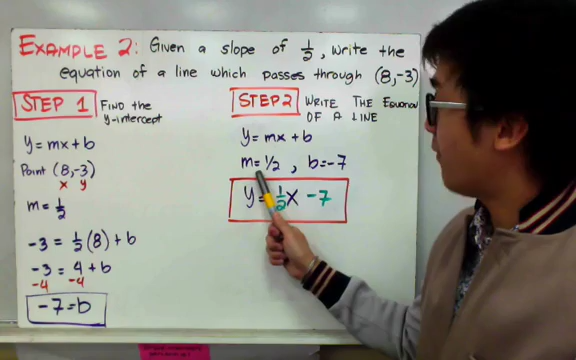 EXAMPLE 2: Given a slope of 1/2, write the
equation of a line which passes through (8,-3)
STEP 1
FIND the
y-intercept
y = mx + b
Point (8,-3)
x y
m = 1/2
-3 = 1/2 (8) + b
-3 = 4 + b
-4 -4
-7 = b
STEP 2
WRITE THE EQUATION
OF A LINE
y = mx + b
m = 1/2 , b = -7
y = 1/2 x - 7